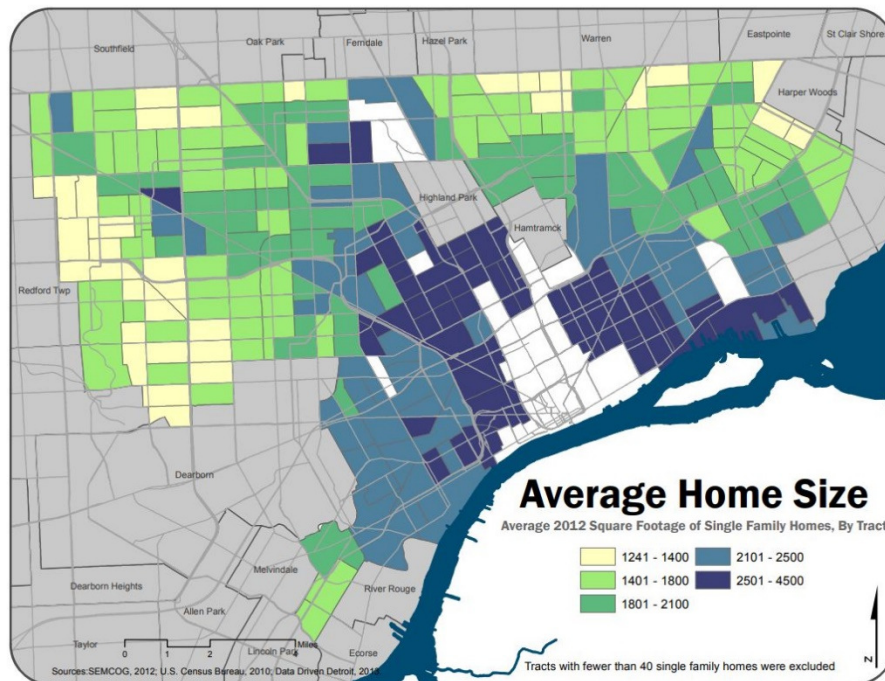 Southfield
Oak Park
Ferndale
Hazel Park
Warren
Eastpointe
St Clair Shore
Harper Woods
Highland Park
Hamtramck
Redford Twp
Dearborn
Average Home Size
Average 2012 Square Footage of Single Family Homes, By Tract
1241 - 1400
2101 - 2500
1401 - 1800
2501 - 4500
1801 - 2100
Melvindale
Dearborn Heights
River Rouge
Allen Park
Taylor
0
2
Miles
Lincoln Park
Ecorse
N
Sources:SEMCOG, 2012; U.S. Census Bureau, 2010; Data Driven Detroit,
Tracts with fewer than 40 single family homes were excluded